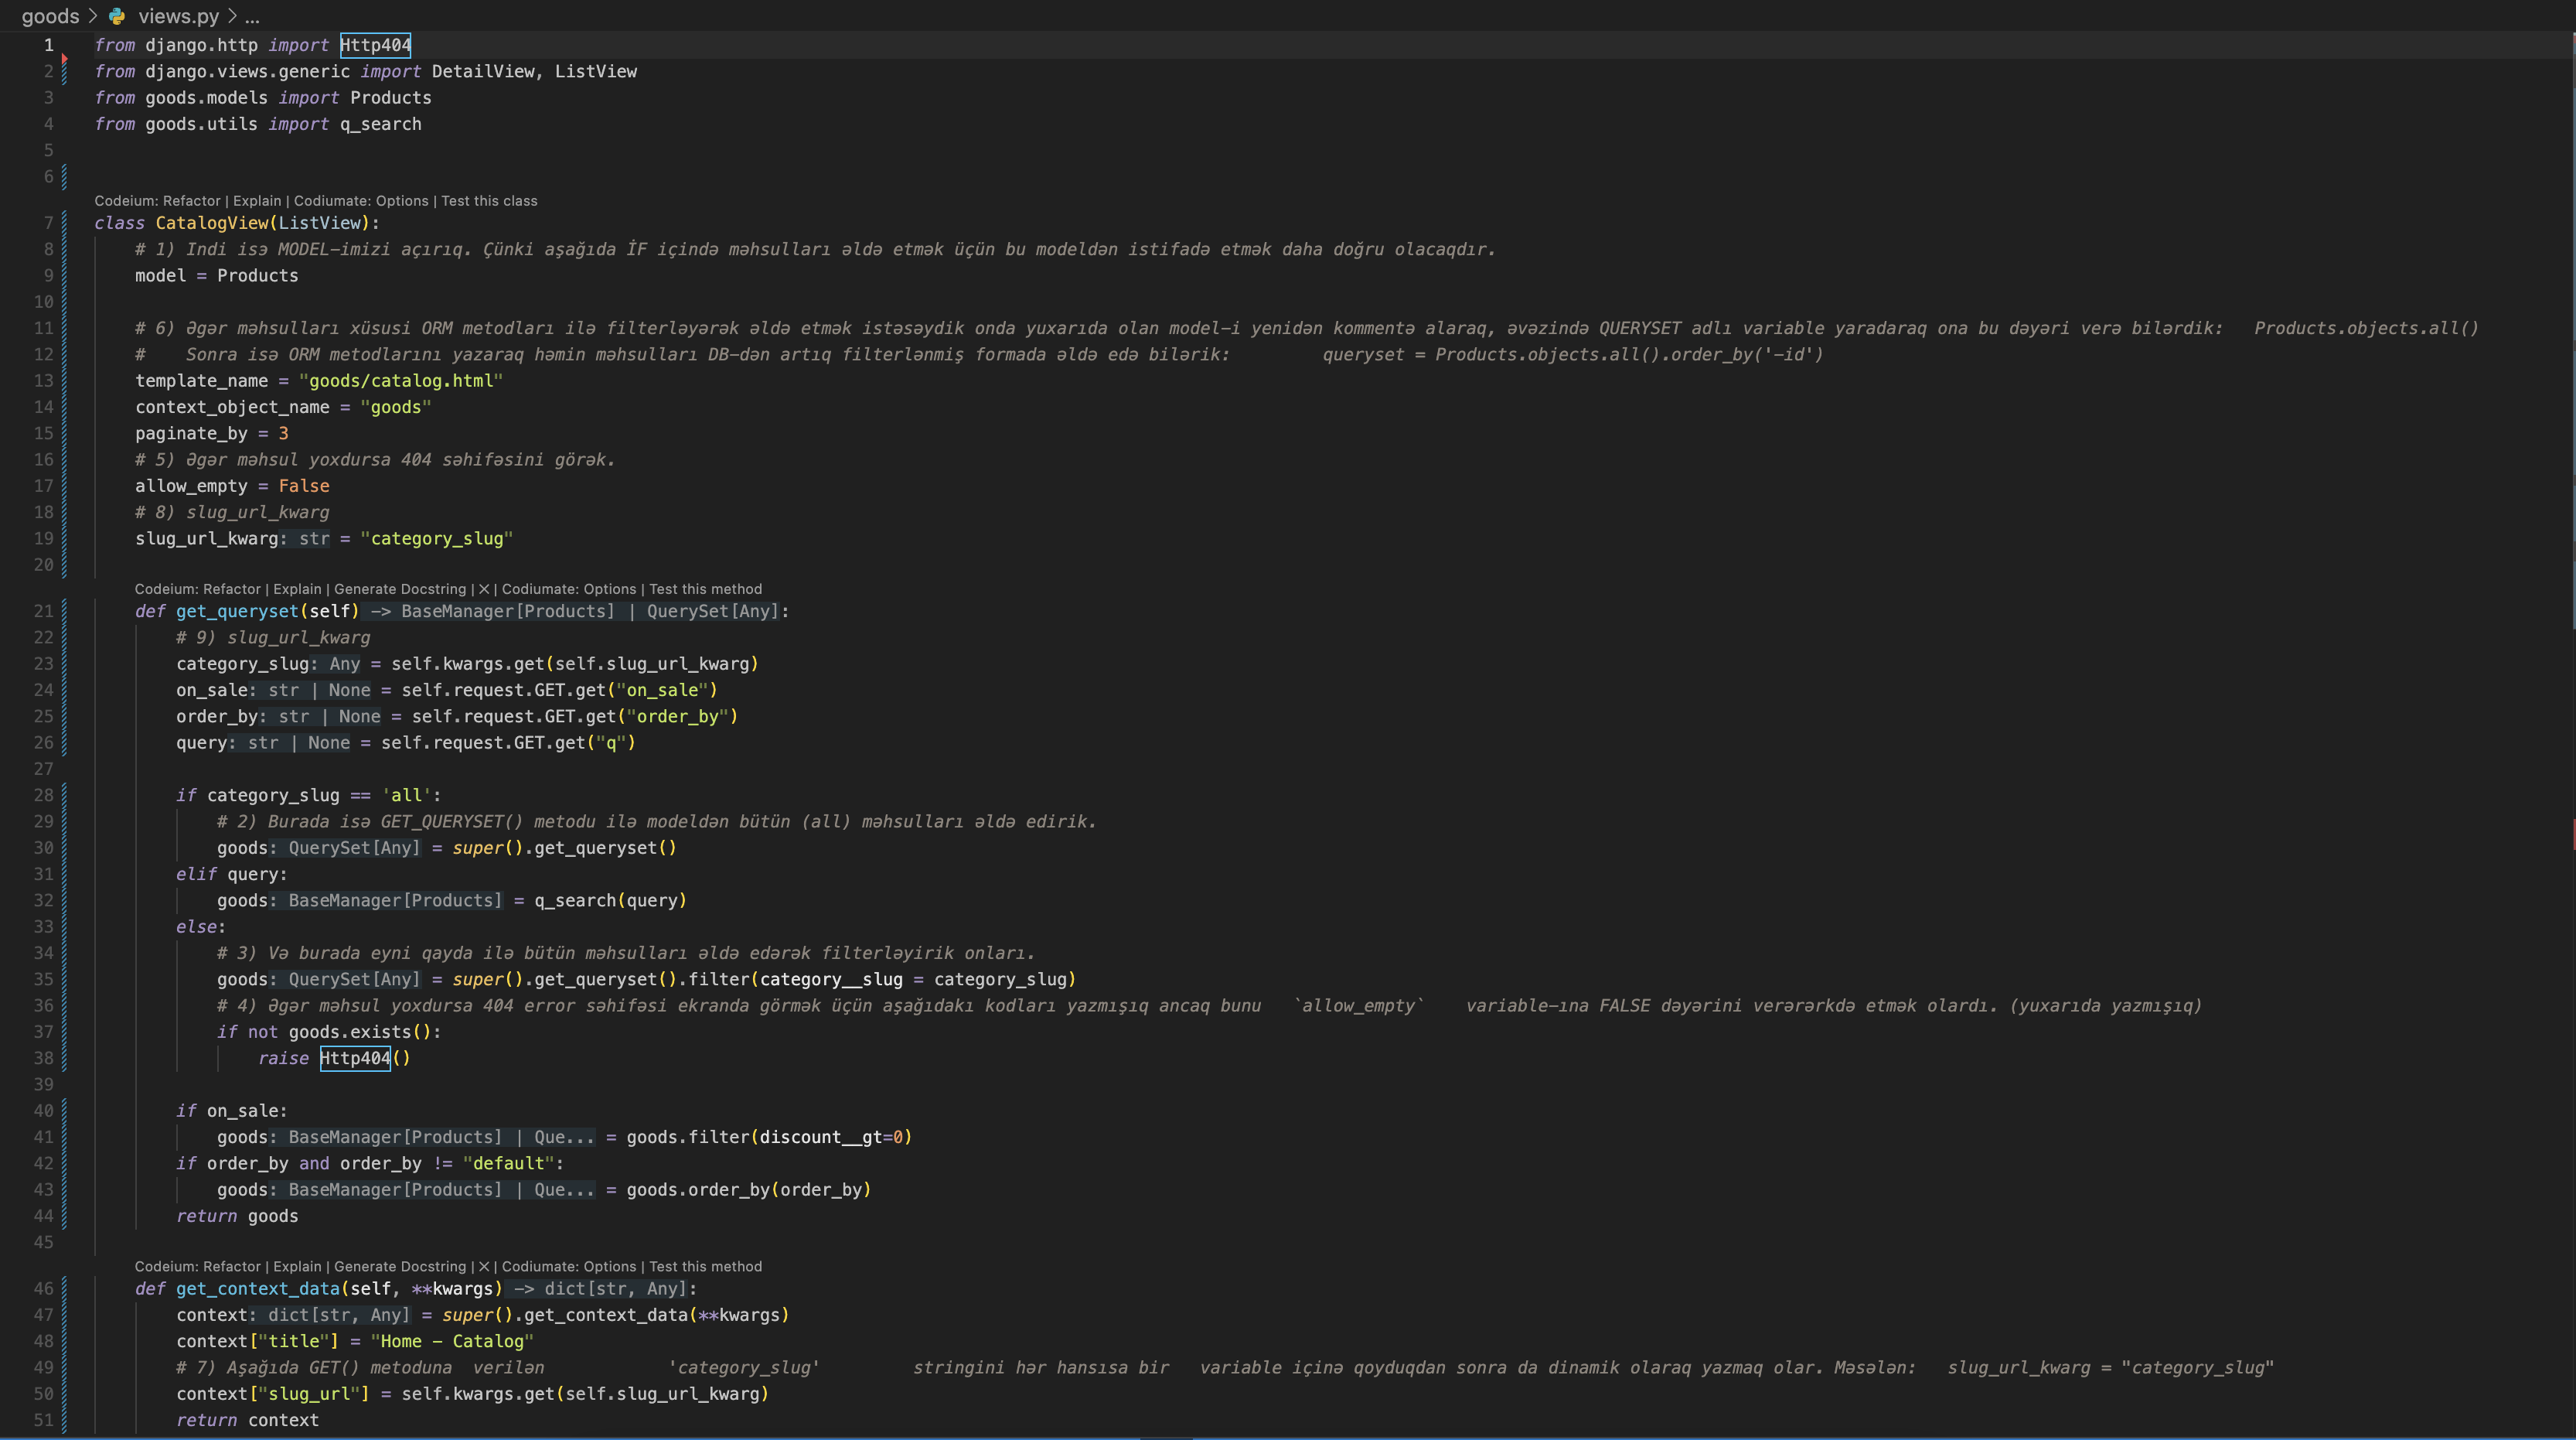 goods > views.py > ...
1 from django.http import Http404
2 from django.views.generic import DetailView, ListView
3 from goods.models import Products
4 from goods.utils import q_search
5
6
Codeium: Refactor | Explain | Codiumate: Options | Test this class
7 class CatalogView(ListView):
8     # 1) Indi isə MODEL-imizi açırıq. Çünki aşağıda İF içində məhsulları əldə etmək üçün bu modeldən istifadə etmək daha doğru olacaqdır.
9     model = Products
10
11     # 6) Əgər məhsulları xüsusi ORM metodları ilə filterləyərək əldə etmək istəsəydik onda yuxarıda olan model-i yenidən kommentə alaraq, əvəzində QUERYSET adlı variable yaradaraq ona bu dəyəri verə bilərdik:   Products.objects.all()
12     #    Sonra isə ORM metodlarını yazaraq həmin məhsulları DB-dən artıq filterlənmiş formada əldə edə bilərik:         queryset = Products.objects.all().order_by('-id')
13     template_name = "goods/catalog.html"
14     context_object_name = "goods"
15     paginate_by = 3
16     # 5) Əgər məhsul yoxdursa 404 səhifəsini görək.
17     allow_empty = False
18     # 8) slug_url_kwarg
19     slug_url_kwarg: str = "category_slug"
20
Codeium: Refactor | Explain | Generate Docstring | X | Codiumate: Options | Test this method
21     def get_queryset(self) -> BaseManager[Products] | QuerySet[Any]:
22         # 9) slug_url_kwarg
23         category_slug: Any = self.kwargs.get(self.slug_url_kwarg)
24         on_sale: str | None = self.request.GET.get("on_sale")
25         order_by: str | None = self.request.GET.get("order_by")
26         query: str | None = self.request.GET.get("q")
27
28         if category_slug == 'all':
29             # 2) Burada isə GET_QUERYSET() metodu ilə modeldən bütün (all) məhsulları əldə edirik.
30             goods: QuerySet[Any] = super().get_queryset()
31         elif query:
32             goods: BaseManager[Products] = q_search(query)
33         else:
34             # 3) Və burada eyni qayda ilə bütün məhsulları əldə edərək filterləyirik onları.
35             goods: QuerySet[Any] = super().get_queryset().filter(category__slug = category_slug)
36             # 4) Əgər məhsul yoxdursa 404 error səhifəsi ekranda görmək üçün aşağıdakı kodları yazmışıq ancaq bunu   `allow_empty`    variable-ına FALSE dəyərini verərərkdə etmək olardı. (yuxarıda yazmışıq)
37             if not goods.exists():
38                 raise Http404()
39
40         if on_sale:
41             goods: BaseManager[Products] | Que... = goods.filter(discount__gt=0)
42         if order_by and order_by != "default":
43             goods: BaseManager[Products] | Que... = goods.order_by(order_by)
44         return goods
45
Codeium: Refactor | Explain | Generate Docstring | X | Codiumate: Options | Test this method
46     def get_context_data(self, **kwargs) -> dict[str, Any]:
47         context: dict[str, Any] = super().get_context_data(**kwargs)
48         context["title"] = "Home - Catalog"
49         # 7) Aşağıda GET() metoduna  verilən            'category_slug'         stringini hər hansısa bir   variable içinə qoyduqdan sonra da dinamik olaraq yazmaq olar. Məsələn:   slug_url_kwarg = "category_slug"
50         context["slug_url"] = self.kwargs.get(self.slug_url_kwarg)
51         return context